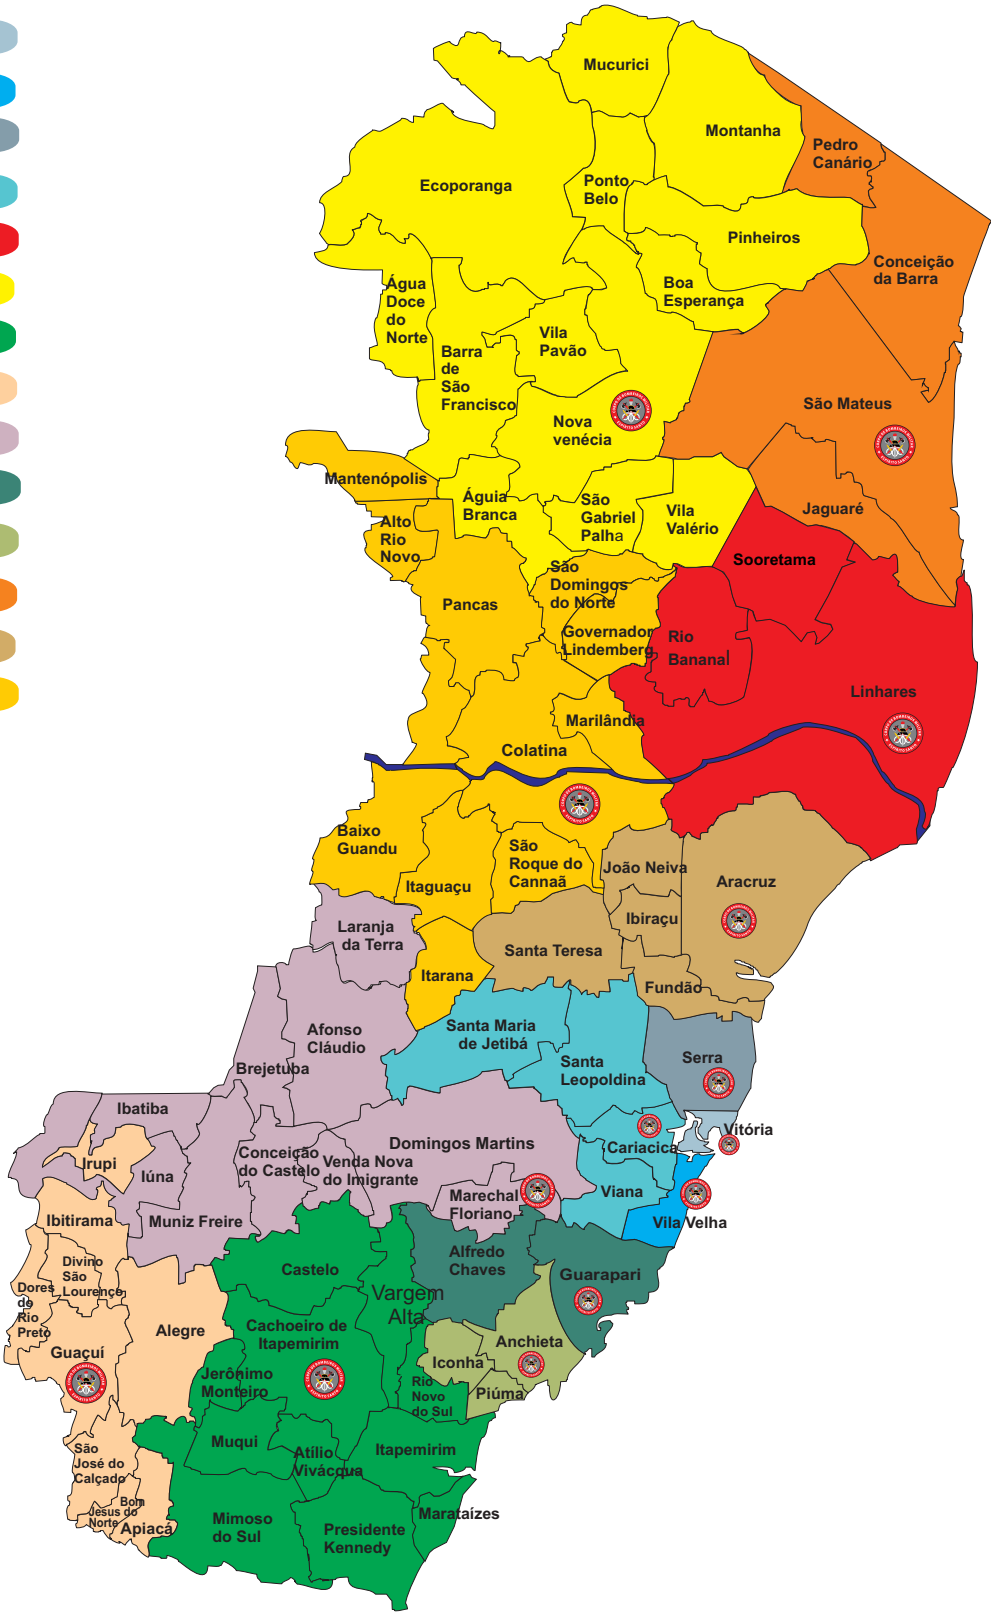 Mucurici
Montanha
Pedro
Canário
Ecoporanga
Ponto
Belo
Pinheiros
Conceição
da Barra
Água
Doce
do
Norte
Boa
Esperança
Vila
Pavão
Barra
de
São
Francisco
Nova
venécia
São Mateus
Mantenópolis
Águia
Branca
São
Gabriel
Palha
Vila
Valério
Jaguaré
Alto
Rio
Novo
Sooretama
São
Domingos
do Norte
Pancas
Governador
Lindemberg
Rio
Bananal
Linhares
Marilândia
Colatina
Baixo
Guandu
São
Roque do
Cannaã
João Neiva
Itaguaçu
Aracruz
Ibiraçu
Laranja
da Terra
Santa Teresa
Itarana
Fundão
Afonso
Cláudio
Santa Maria
de Jetibá
Santa
Leopoldina
Serra
Brejetuba
Ibatiba
Vitória
Cariacica
Domingos Martins
Conceição
do Castelo
Venda Nova
do Imigrante
Irupi
Iúna
Viana
Marechal
Floriano
Ibitirama
Muniz Freire
Vila Velha
Alfredo
Chaves
Guarapari
Castelo
Divino
São
Lourenço
Dores
do
Rio
Preto
Vargem
Alta
Cachoeiro de
Itapemirim
Alegre
Anchieta
Guaçuí
Iconha
Jerônimo
Monteiro
Rio
Novo
do Sul
Piúma
Muqui
Atílio
Vivácqua
Itapemirim
São
José do
Calçado
Bom
Jesus do
Norte
Apiacá
Mimoso
do Sul
Presidente
Kennedy
Marataízes